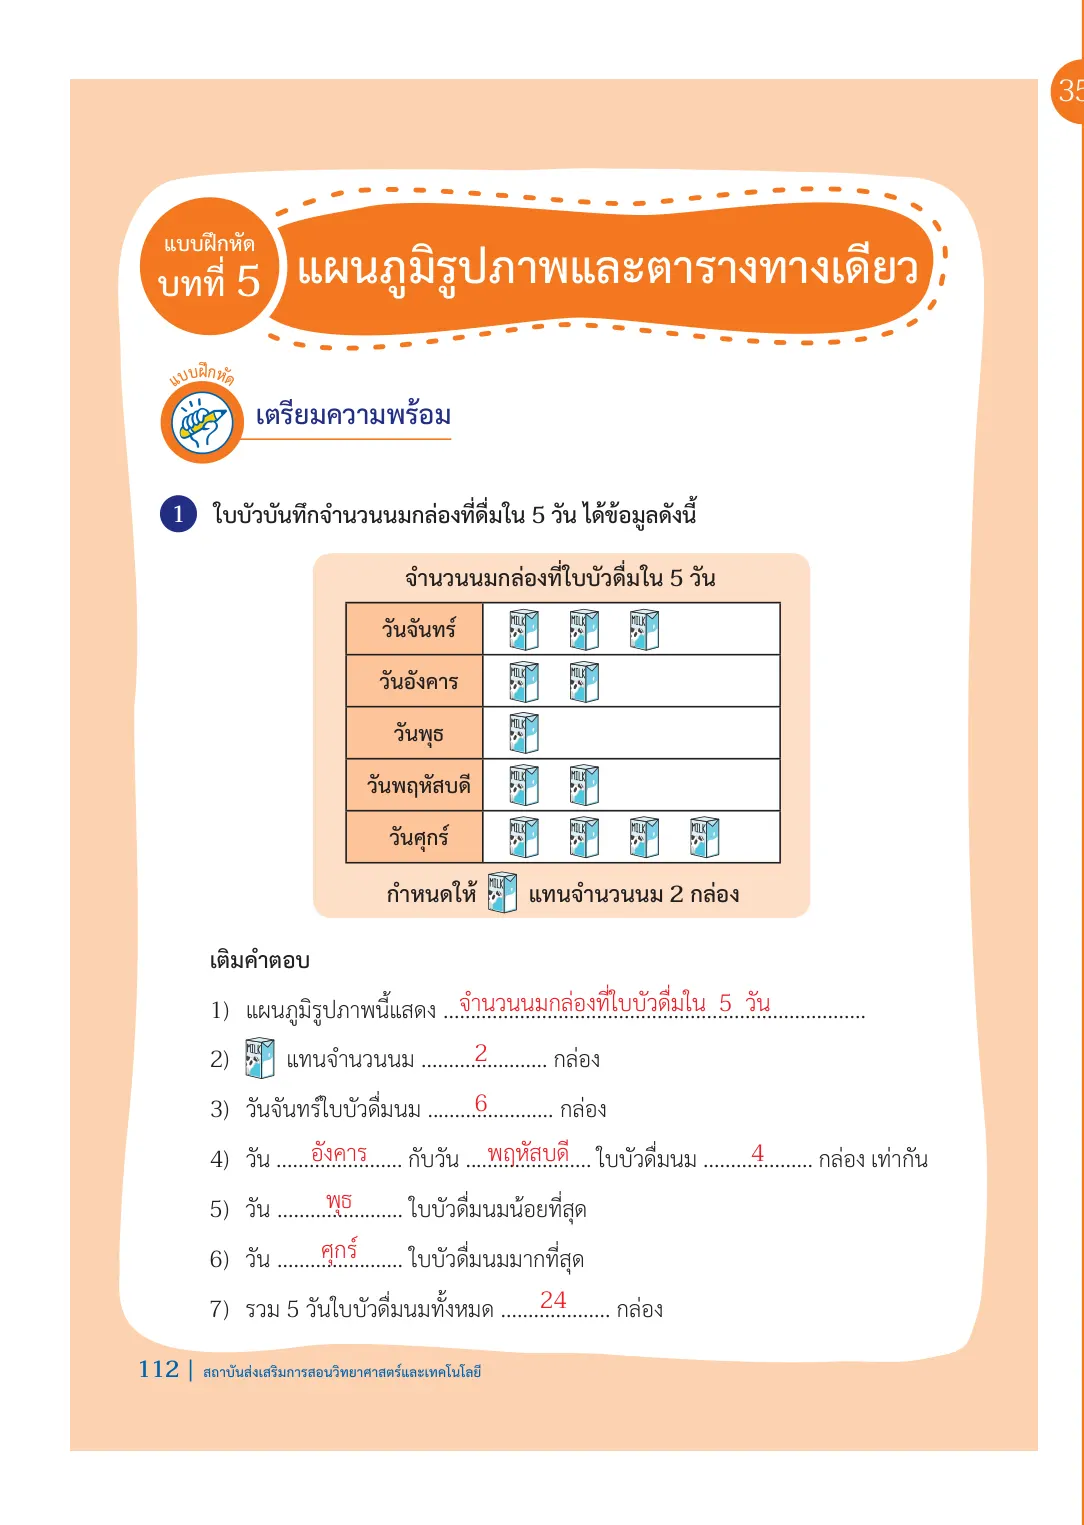 35
แบบฝึกหัด
บทที่ 5
แผนภูมิรูปภาพและตารางทางเดียว
แบบฝึกหัด
เตรียมความพร้อม
1 ใบบัวบันทึกจำนวนนมกล่องที่ดื่มใน 5 วัน ได้ข้อมูลดังนี้
จำนวนนมกล่องที่ใบบัวดื่มใน 5 วัน
วันจันทร์ MILK MILK MILK
วันอังคาร MILK MILK
วันพุธ MILK
วันพฤหัสบดี MILK MILK
วันศุกร์ MILK MILK MILK MILK
กำหนดให้ MILK แทนจำนวนนม 2 กล่อง
เติมคำตอบ
1) แผนภูมิรูปภาพนี้แสดง จำนวนนมกล่องที่ใบบัวดื่มใน 5 วัน
2) MILK แทนจำนวนนม 2 กล่อง
3) วันจันทร์ใบบัวดื่มนม 6 กล่อง
4) วัน อังคาร กับวัน พฤหัสบดี ใบบัวดื่มนม 4 กล่อง เท่ากัน
5) วัน พุธ ใบบัวดื่มนมน้อยที่สุด
6) วัน ศุกร์ ใบบัวดื่มนมมากที่สุด
7) รวม 5 วันใบบัวดื่มนมทั้งหมด 24 กล่อง
112 | สถาบันส่งเสริมการสอนวิทยาศาสตร์และเทคโนโลยี